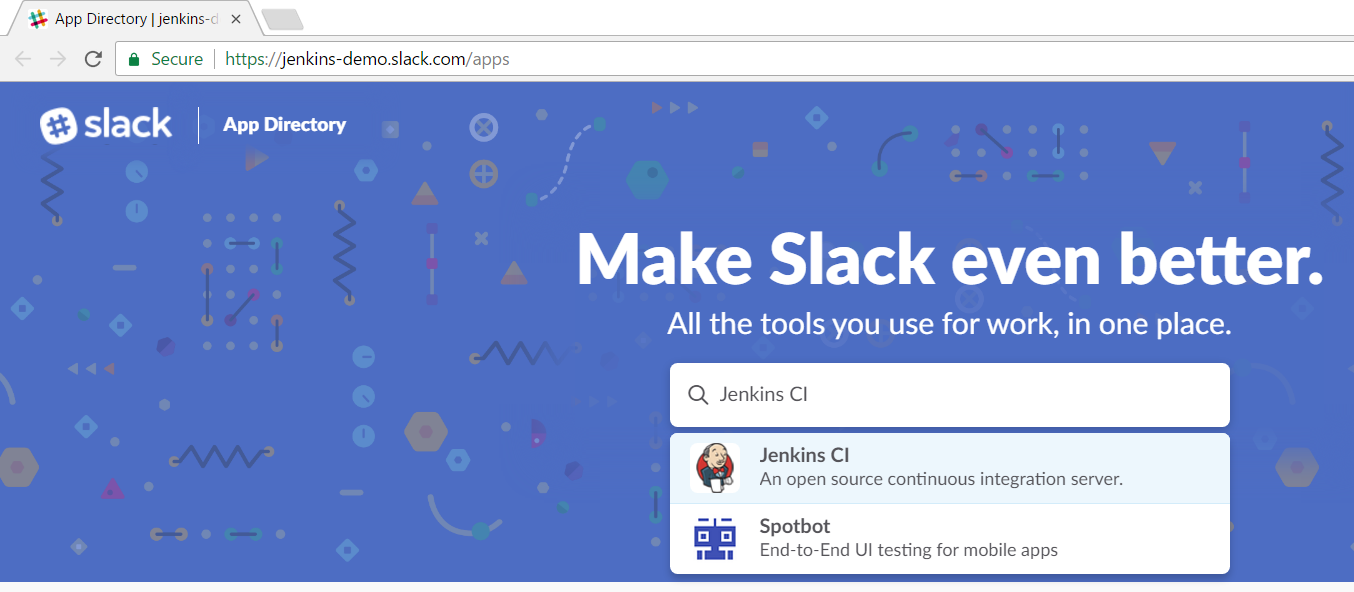 App Directory | jenkins-d
Secure https://jenkins-demo.slack.com/apps
slack App Directory
Make Slack even better.
All the tools you use for work, in one place.
Jenkins CI
Jenkins CI
An open source continuous integration server.
Spotbot
End-to-End UI testing for mobile apps